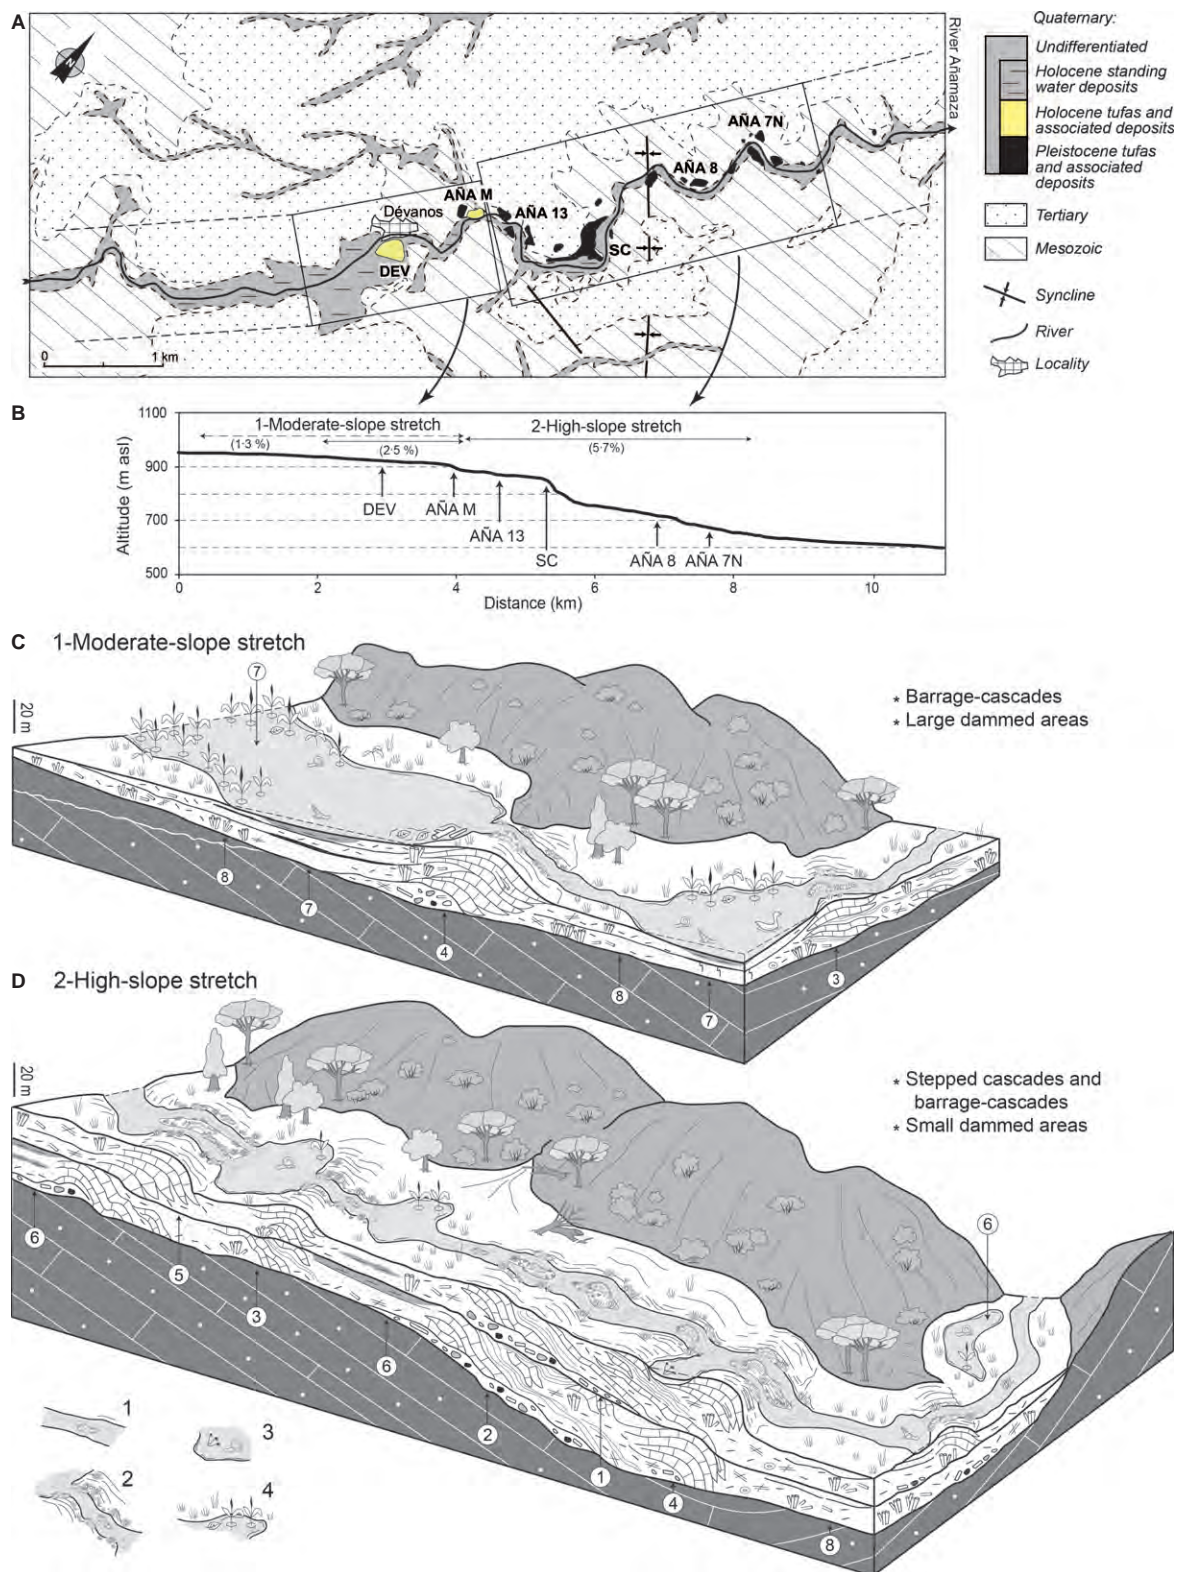 A
River Añamaza
N
AÑA 7N
AÑA 8
AÑA M
AÑA 13
Dévanos
SC
DEV
0
1 km
Quaternary:
Undifferentiated
Holocene standing
water deposits
Holocene tufas and
associated deposits
Pleistocene tufas
and associated
deposits
Tertiary
Mesozoic
Syncline
River
Locality
B
Altitude (m asl)
1100
900
700
500
1-Moderate-slope stretch
2-High-slope stretch
(1·3 %)
(2·5 %)
(5·7%)
DEV
AÑA M
AÑA 13
SC
AÑA 8
AÑA 7N
0 2 4 6 8 10
Distance (km)
C 1-Moderate-slope stretch
20 m
* Barrage-cascades
* Large dammed areas
7
8
7
4
8
7
3
D 2-High-slope stretch
20 m
* Stepped cascades and
barrage-cascades
* Small dammed areas
6
6
5
3
6
2
1
4
8
1
2
3
4